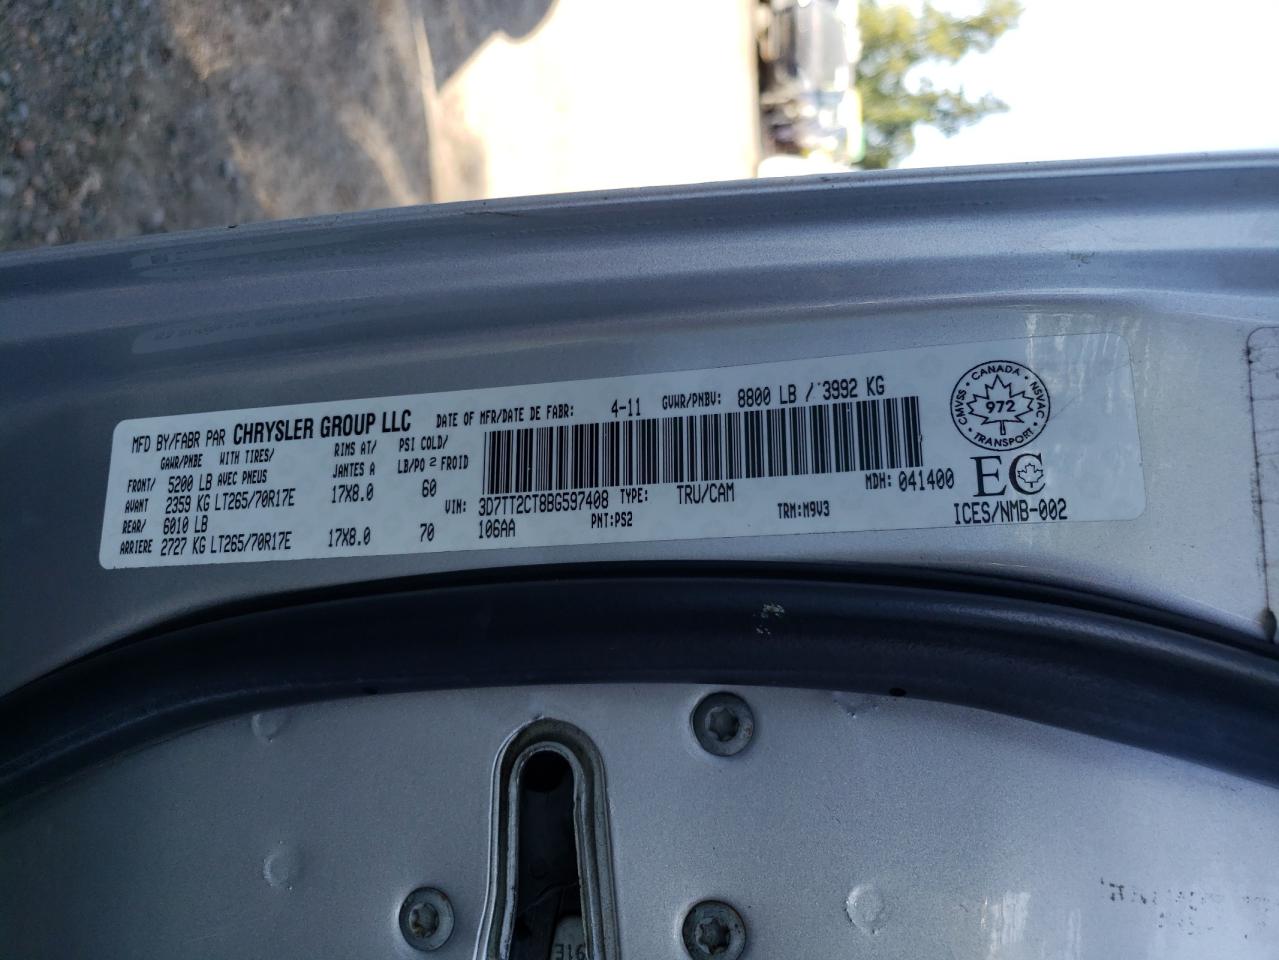 MFD BY/FABR PAR CHRYSLER GROUP LLC DATE OF MFR/DATE DE FABR: 4-11 GVWR/PNBV: 8800 LB / 3992 KG
GAWR/PNBE WITH TIRES/ RIMS AT/ PSI COLD/
AVEC PNEUS JANTES A LB/PO² FROID
FRONT/ 5200 LB
2359 KG LT265/70R17E 17X8.0 60
REAR/ 6010 LB
ARRIERE 2727 KG LT265/70R17E 17X8.0 70
VIN: 3D7TT2CT8BG597408 TYPE: TRU/CAM MDH: 041400
106AA PNT:PS2 TRM:M9V3
CANADA
CMVSS 972 NSVAC
TRANSPORT
EC
ICES/NMB-002